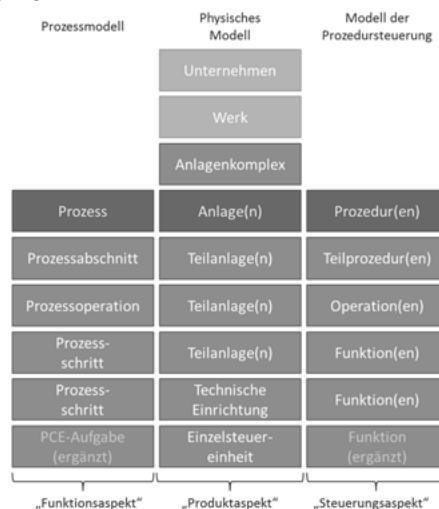 Prozessmodell
Physisches
Modell
Modell der
Prozedursteuerung
Unternehmen
Werk
Anlagenkomplex
Prozess
Anlage(n)
Prozedur(en)
Prozessabschnitt
Teilanlage(n)
Teilprozedur(en)
Prozessoperation
Teilanlage(n)
Operation(en)
Prozess-
schritt
Teilanlage(n)
Funktion(en)
Prozess-
schritt
Technische
Einrichtung
Funktion(en)
PCE-Aufgabe
(ergänzt)
Einzelsteuer-
einheit
Funktion
(ergänzt)
„Funktionsaspekt“
„Produktaspekt“
„Steuerungsaspekt“